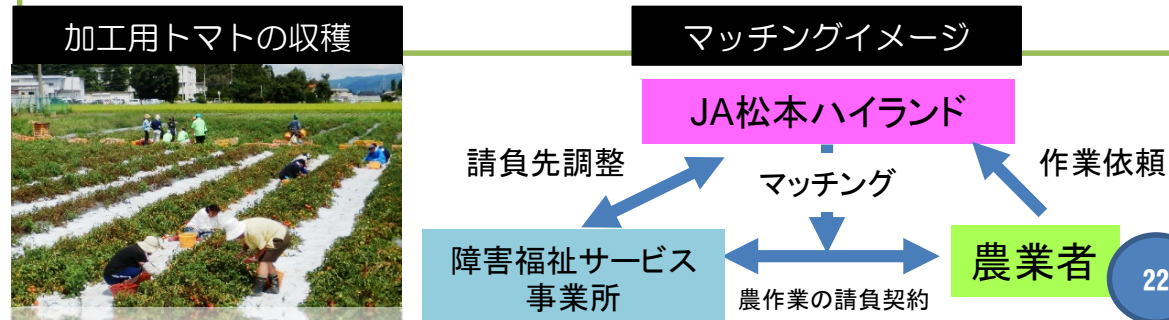 加工用トマトの収穫
マッチングイメージ
JA松本ハイランド
請負先調整
マッチング
作業依頼
障害福祉サービス
事業所
農作業の請負契約
農業者
22